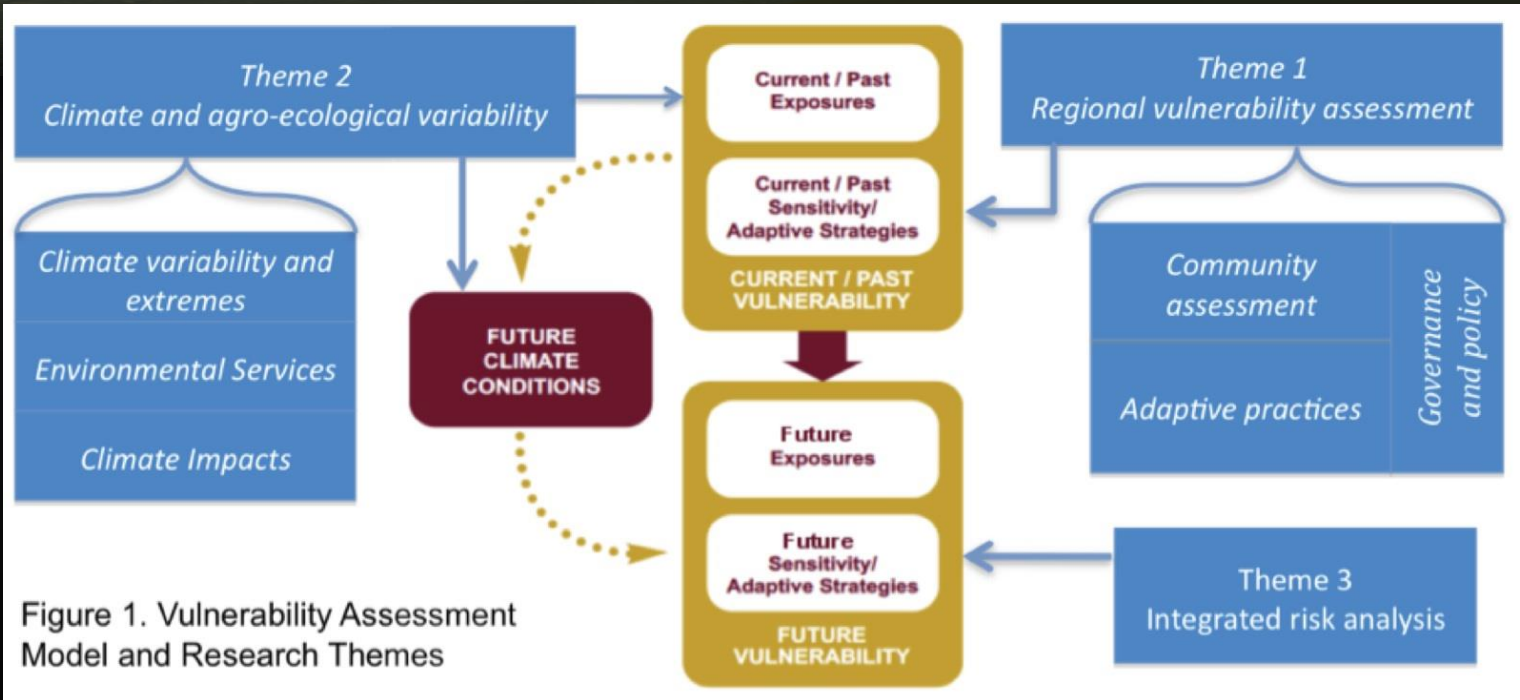 Theme 2
Climate and agro-ecological variability
Climate variability and
extremes
Environmental Services
Climate Impacts
FUTURE
CLIMATE
CONDITIONS
Current / Past
Exposures
Current / Past
Sensitivity/
Adaptive Strategies
CURRENT / PAST
VULNERABILITY
Future
Exposures
Future
Sensitivity/
Adaptive Strategies
FUTURE
VULNERABILITY
Theme 1
Regional vulnerability assessment
Community
assessment
Adaptive practices
Governance
and policy
Theme 3
Integrated risk analysis
Figure 1. Vulnerability Assessment
Model and Research Themes